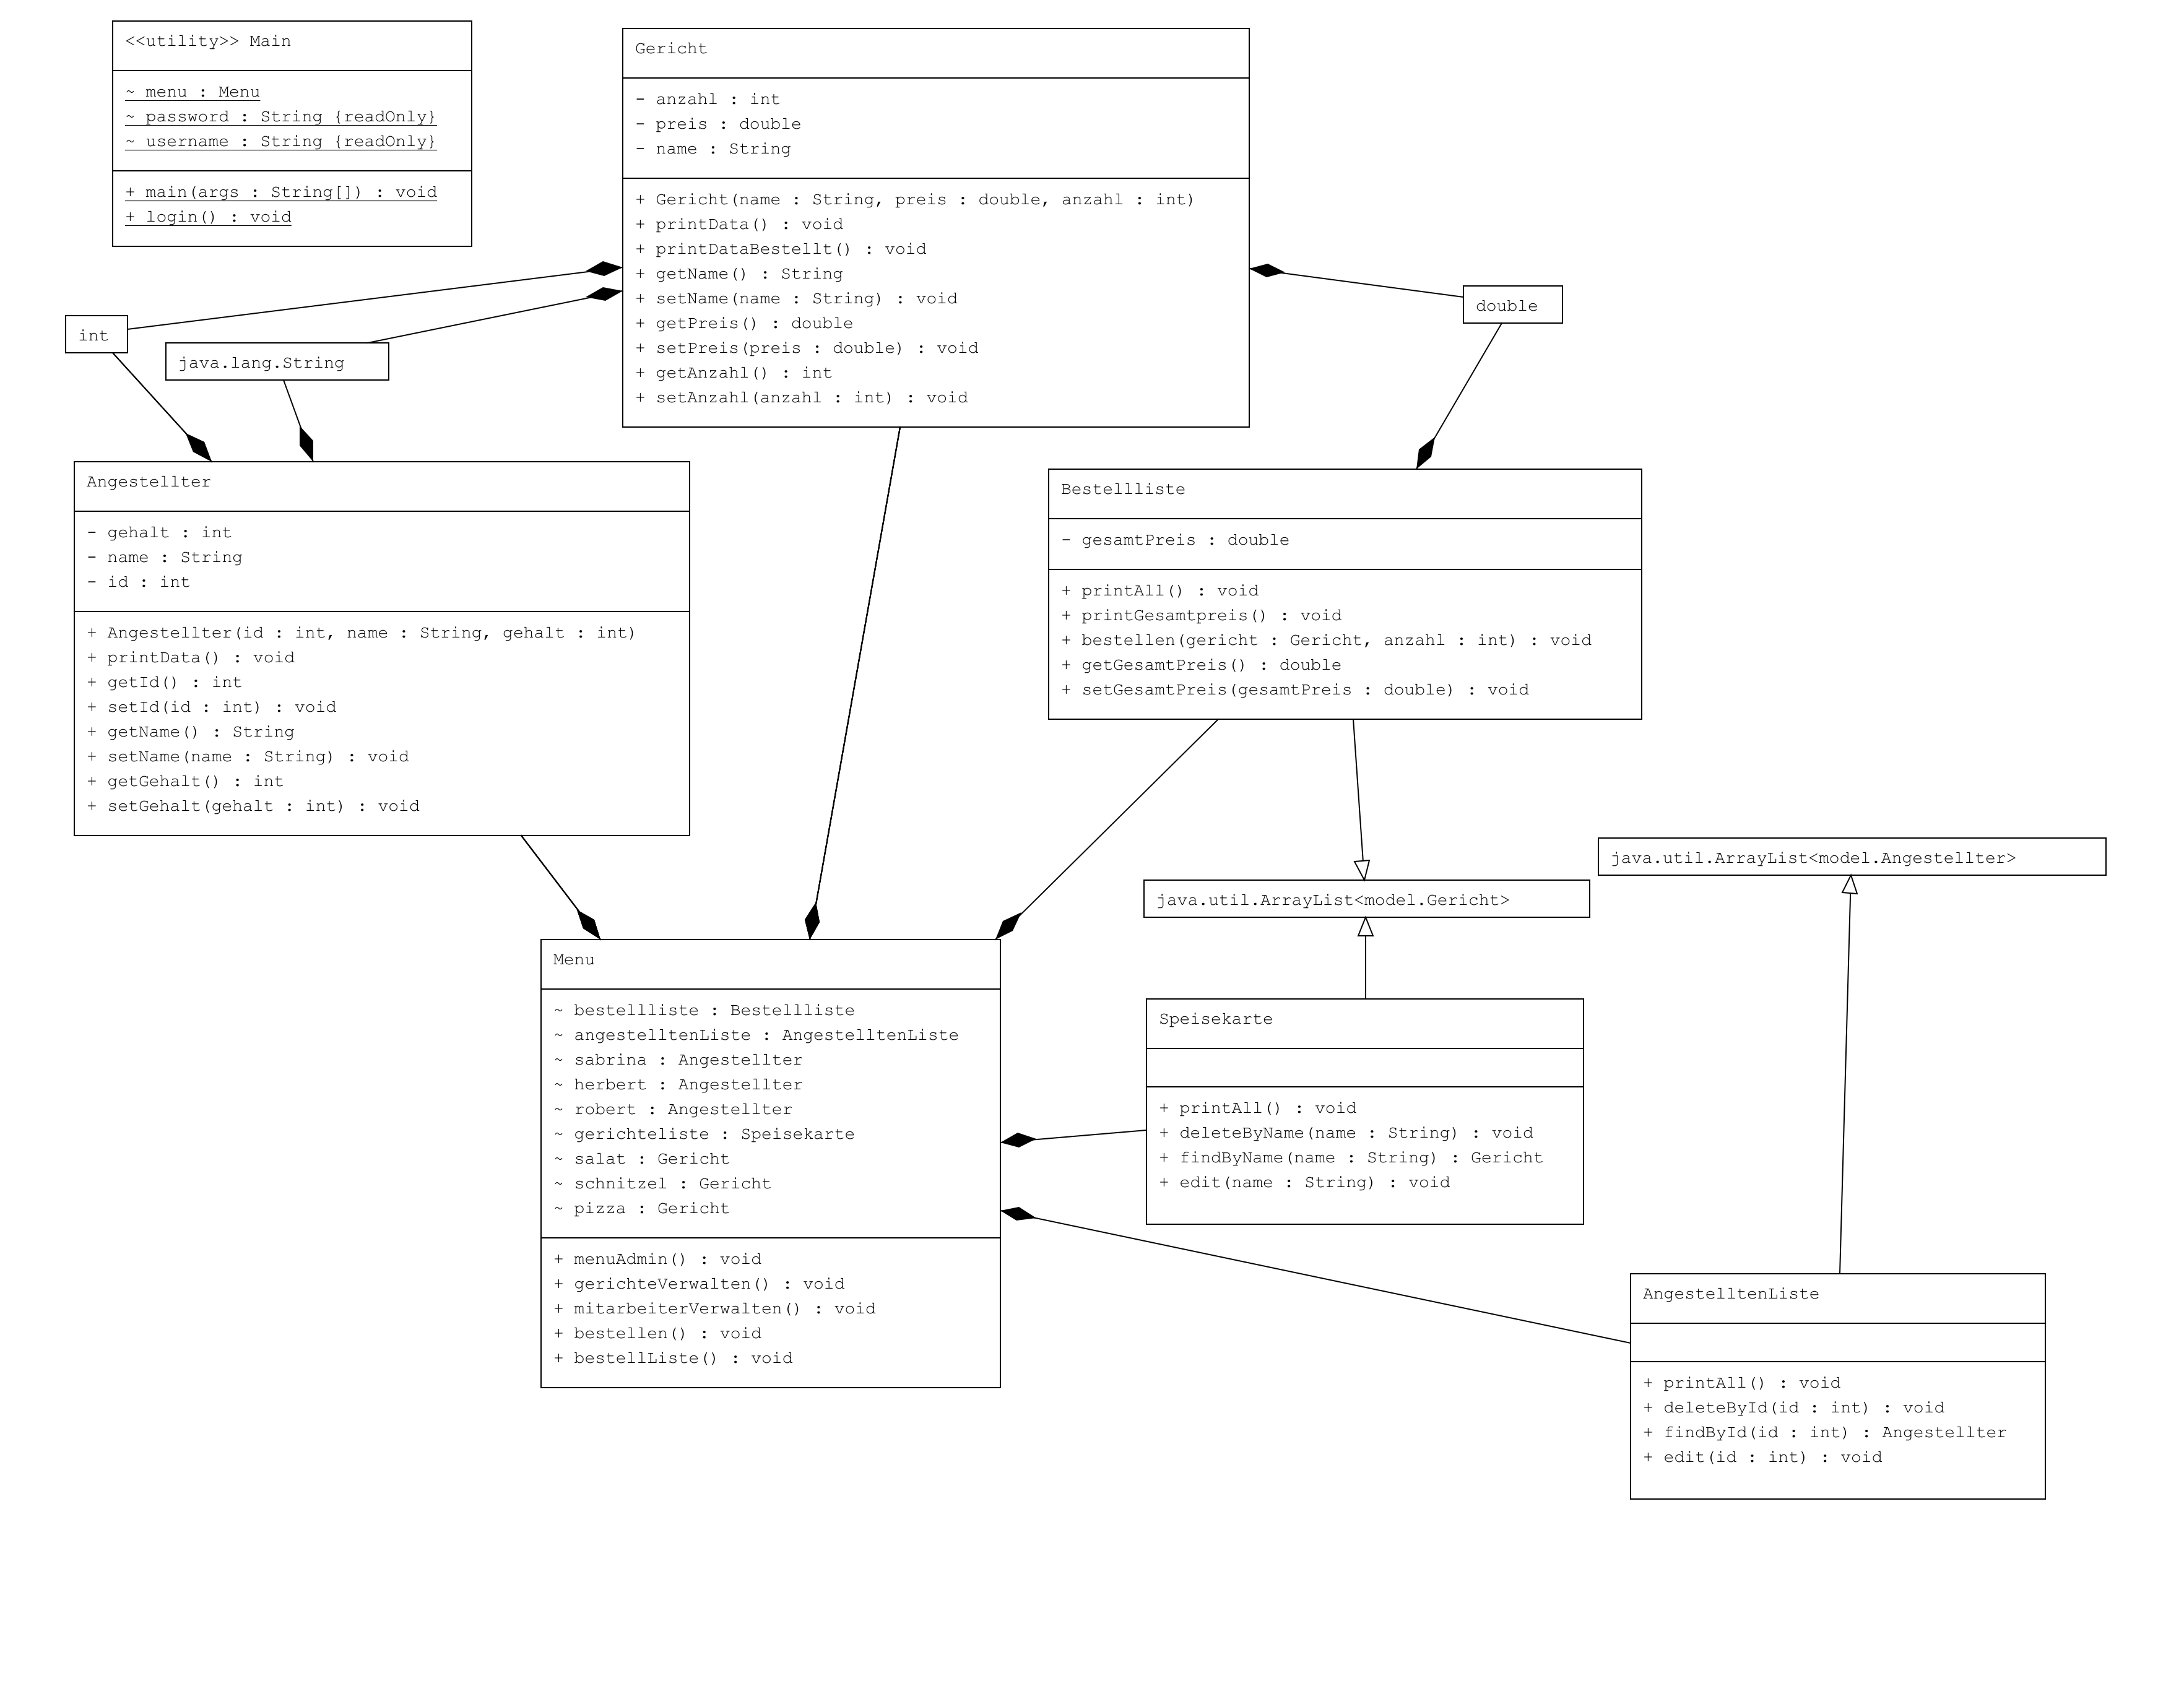 <<utility>> Main
~ menu : Menu
~ password : String {readOnly}
~ username : String {readOnly}
+ main(args : String[]) : void
+ login() : void
Gericht
- anzahl : int
- preis : double
- name : String
+ Gericht(name : String, preis : double, anzahl : int)
+ printData() : void
+ printDataBestellt() : void
+ getName() : String
+ setName(name : String) : void
+ getPreis() : double
+ setPreis(preis : double) : void
+ getAnzahl() : int
+ setAnzahl(anzahl : int) : void
double
int
java.lang.String
Angestellter
- gehalt : int
- name : String
- id : int
+ Angestellter(id : int, name : String, gehalt : int)
+ printData() : void
+ getId() : int
+ setId(id : int) : void
+ getName() : String
+ setName(name : String) : void
+ getGehalt() : int
+ setGehalt(gehalt : int) : void
Bestellliste
- gesamtPreis : double
+ printAll() : void
+ printGesamtpreis() : void
+ bestellen(gericht : Gericht, anzahl : int) : void
+ getGesamtPreis() : double
+ setGesamtPreis(gesamtPreis : double) : void
java.util.ArrayList<model.Angestellter>
java.util.ArrayList<model.Gericht>
Menu
~ bestellliste : Bestellliste
~ angestelltenListe : AngestelltenListe
~ sabrina : Angestellter
~ herbert : Angestellter
~ robert : Angestellter
~ gerichteliste : Speisekarte
~ salat : Gericht
~ schnitzel : Gericht
~ pizza : Gericht
+ menuAdmin() : void
+ gerichteVerwalten() : void
+ mitarbeiterVerwalten() : void
+ bestellen() : void
+ bestellListe() : void
Speisekarte
+ printAll() : void
+ deleteByName(name : String) : void
+ findByName(name : String) : Gericht
+ edit(name : String) : void
AngestelltenListe
+ printAll() : void
+ deleteById(id : int) : void
+ findById(id : int) : Angestellter
+ edit(id : int) : void